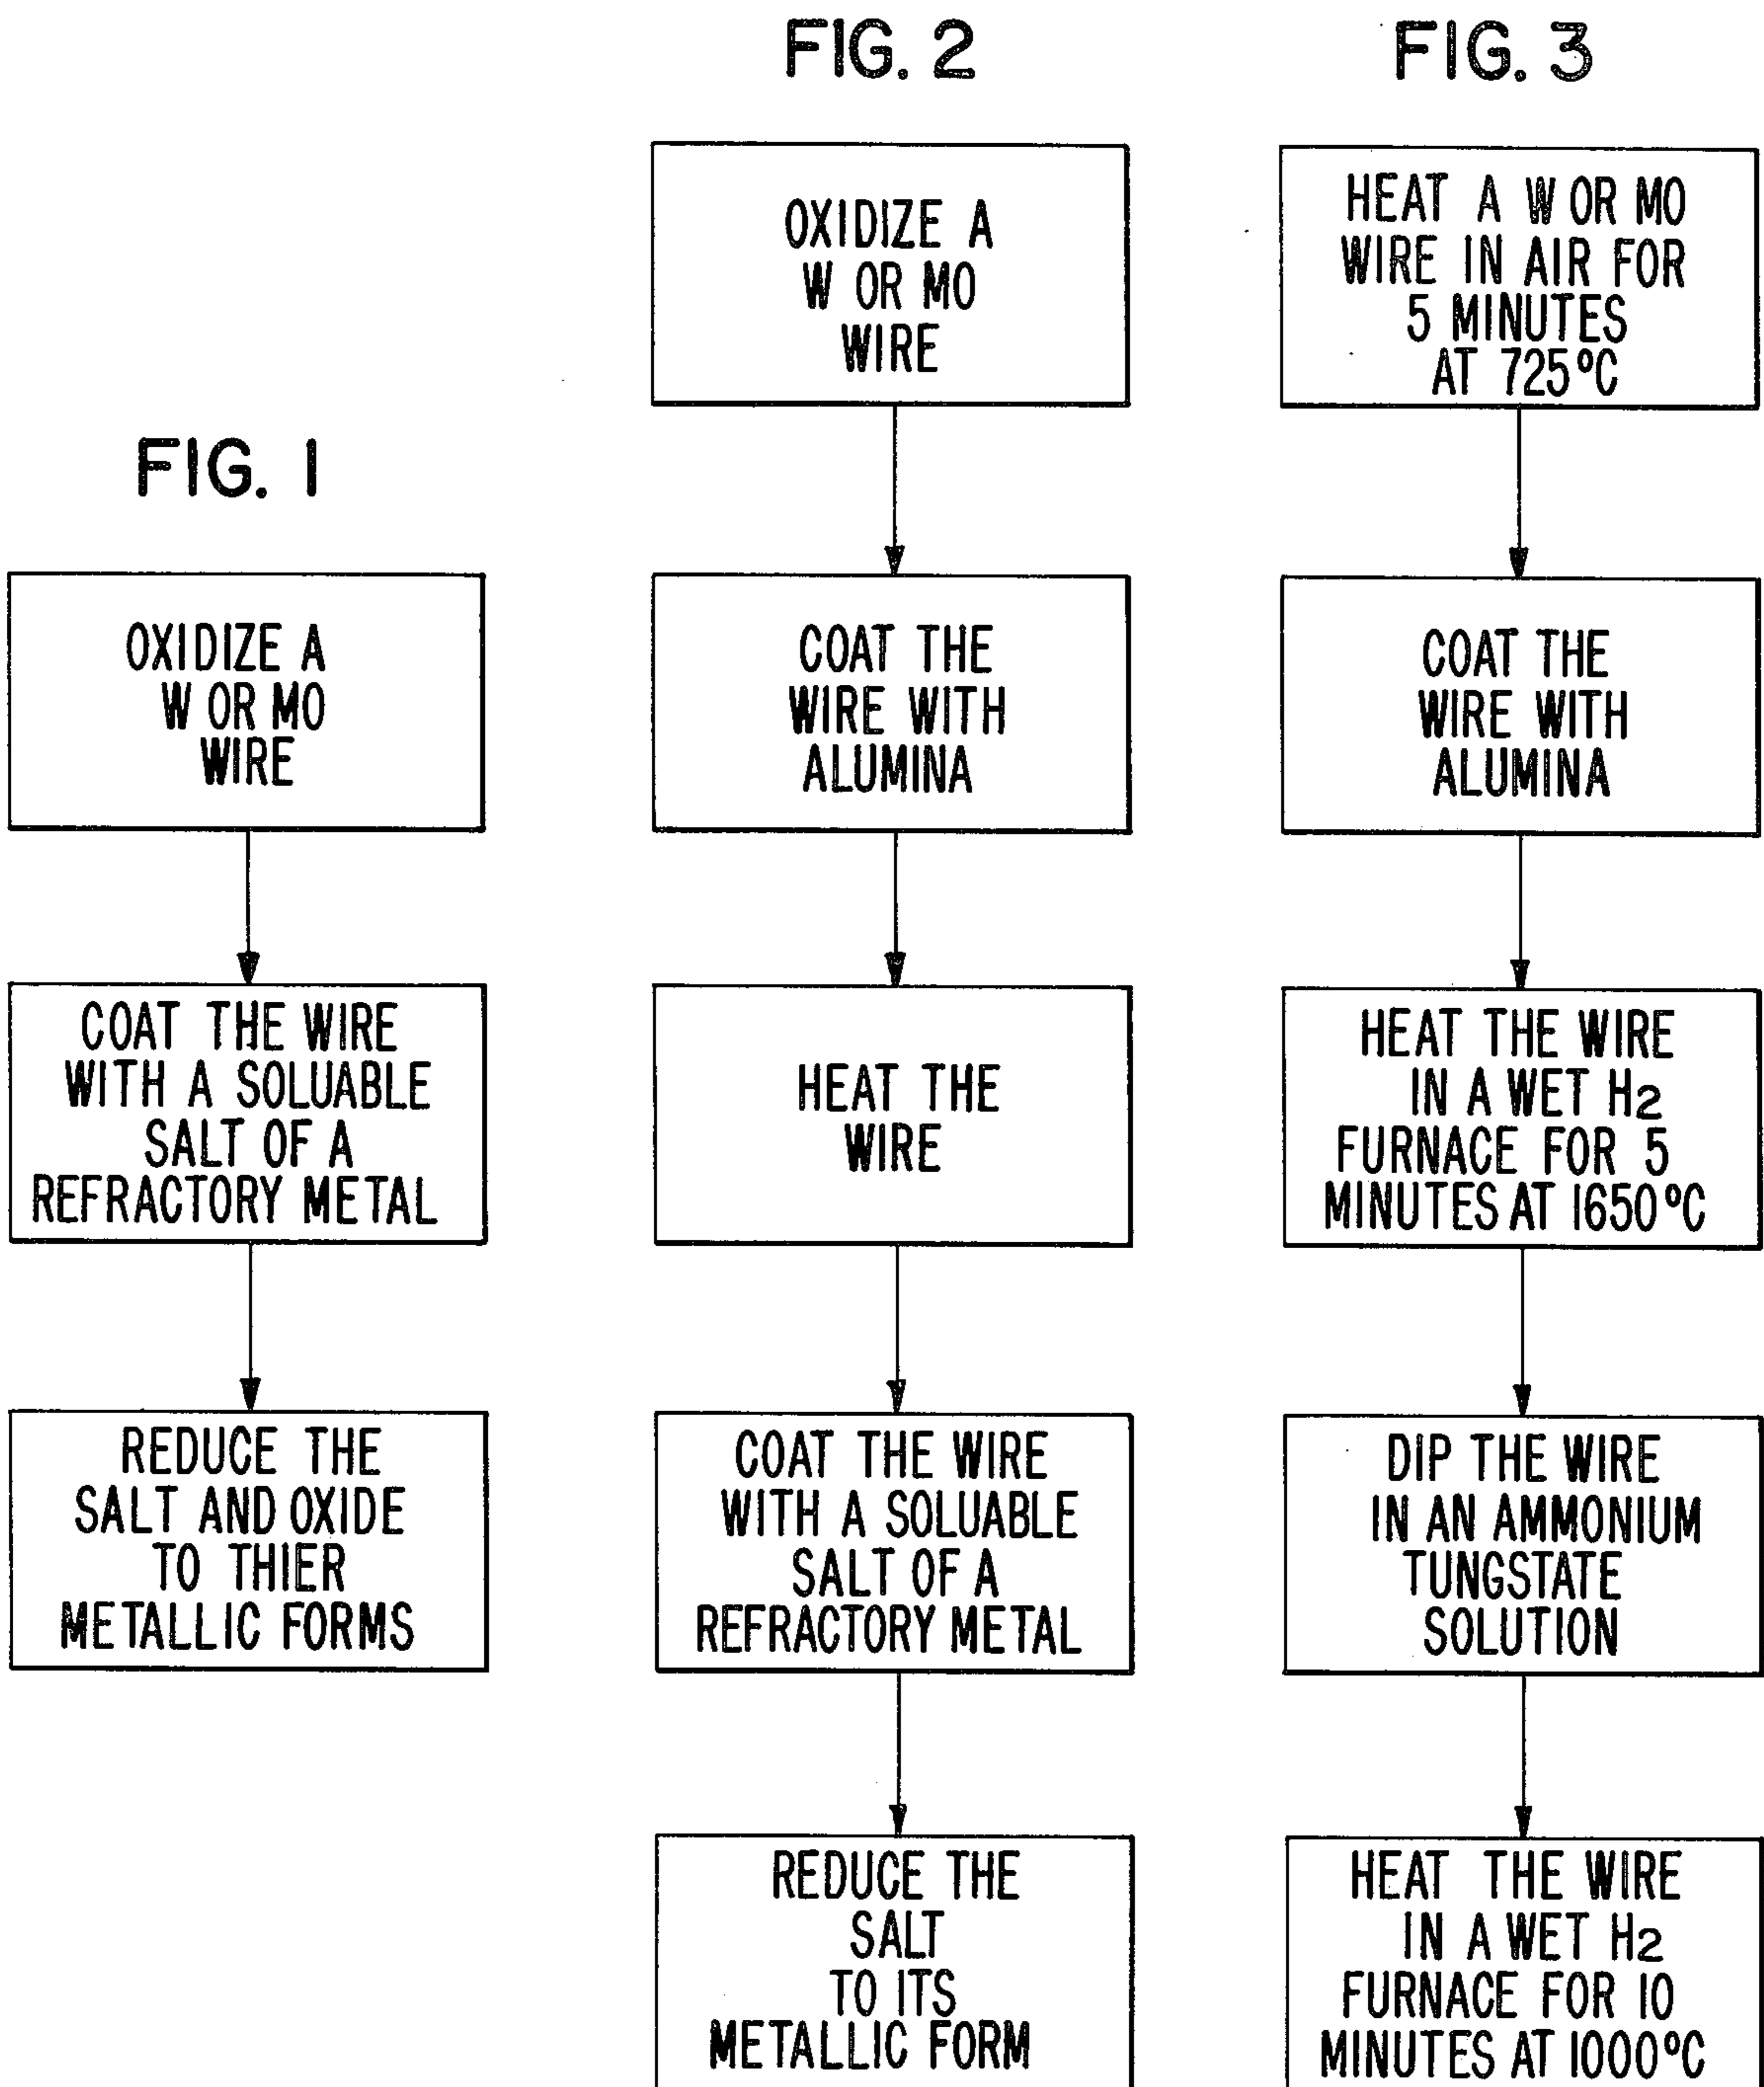 FIG. 1
OXIDIZE A
W OR MO
WIRE
COAT THE WIRE
WITH A SOLUABLE
SALT OF A
REFRACTORY METAL
REDUCE THE
SALT AND OXIDE
TO THIER
METALLIC FORMS
FIG. 2
OXIDIZE A
W OR MO
WIRE
COAT THE
WIRE WITH
ALUMINA
HEAT THE
WIRE
COAT THE WIRE
WITH A SOLUABLE
SALT OF A
REFRACTORY METAL
REDUCE THE
SALT
TO ITS
METALLIC FORM
FIG. 3
HEAT A W OR MO
WIRE IN AIR FOR
5 MINUTES
AT 725°C
COAT THE
WIRE WITH
ALUMINA
HEAT THE WIRE
IN A WET H2
FURNACE FOR 5
MINUTES AT 1650°C
DIP THE WIRE
IN AN AMMONIUM
TUNGSTATE
SOLUTION
HEAT THE WIRE
IN A WET H2
FURNACE FOR 10
MINUTES AT 1000°C